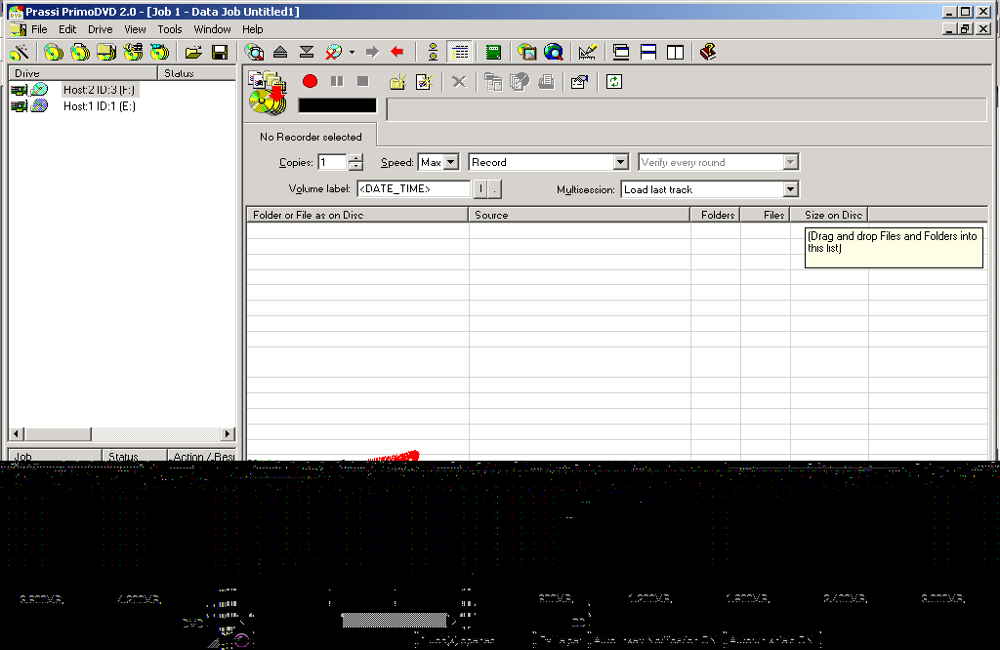 Prassi PrimoDVD 2.0 - [Job 1 - Data Job Untitled1]
File Edit Drive View Tools Window Help
Drive Status
Host:2 ID:3 (F:)
Host:1 ID:1 (E:)
No Recorder selected
Copies: 1 Speed: Max Record Verify every round
Volume label: <DATE_TIME> I . Multisession: Load last track
Folder or File as on Disc Source Folders Files Size on Disc
(Drag and drop Files and Folders into
this list)
Job Status Action / Resu